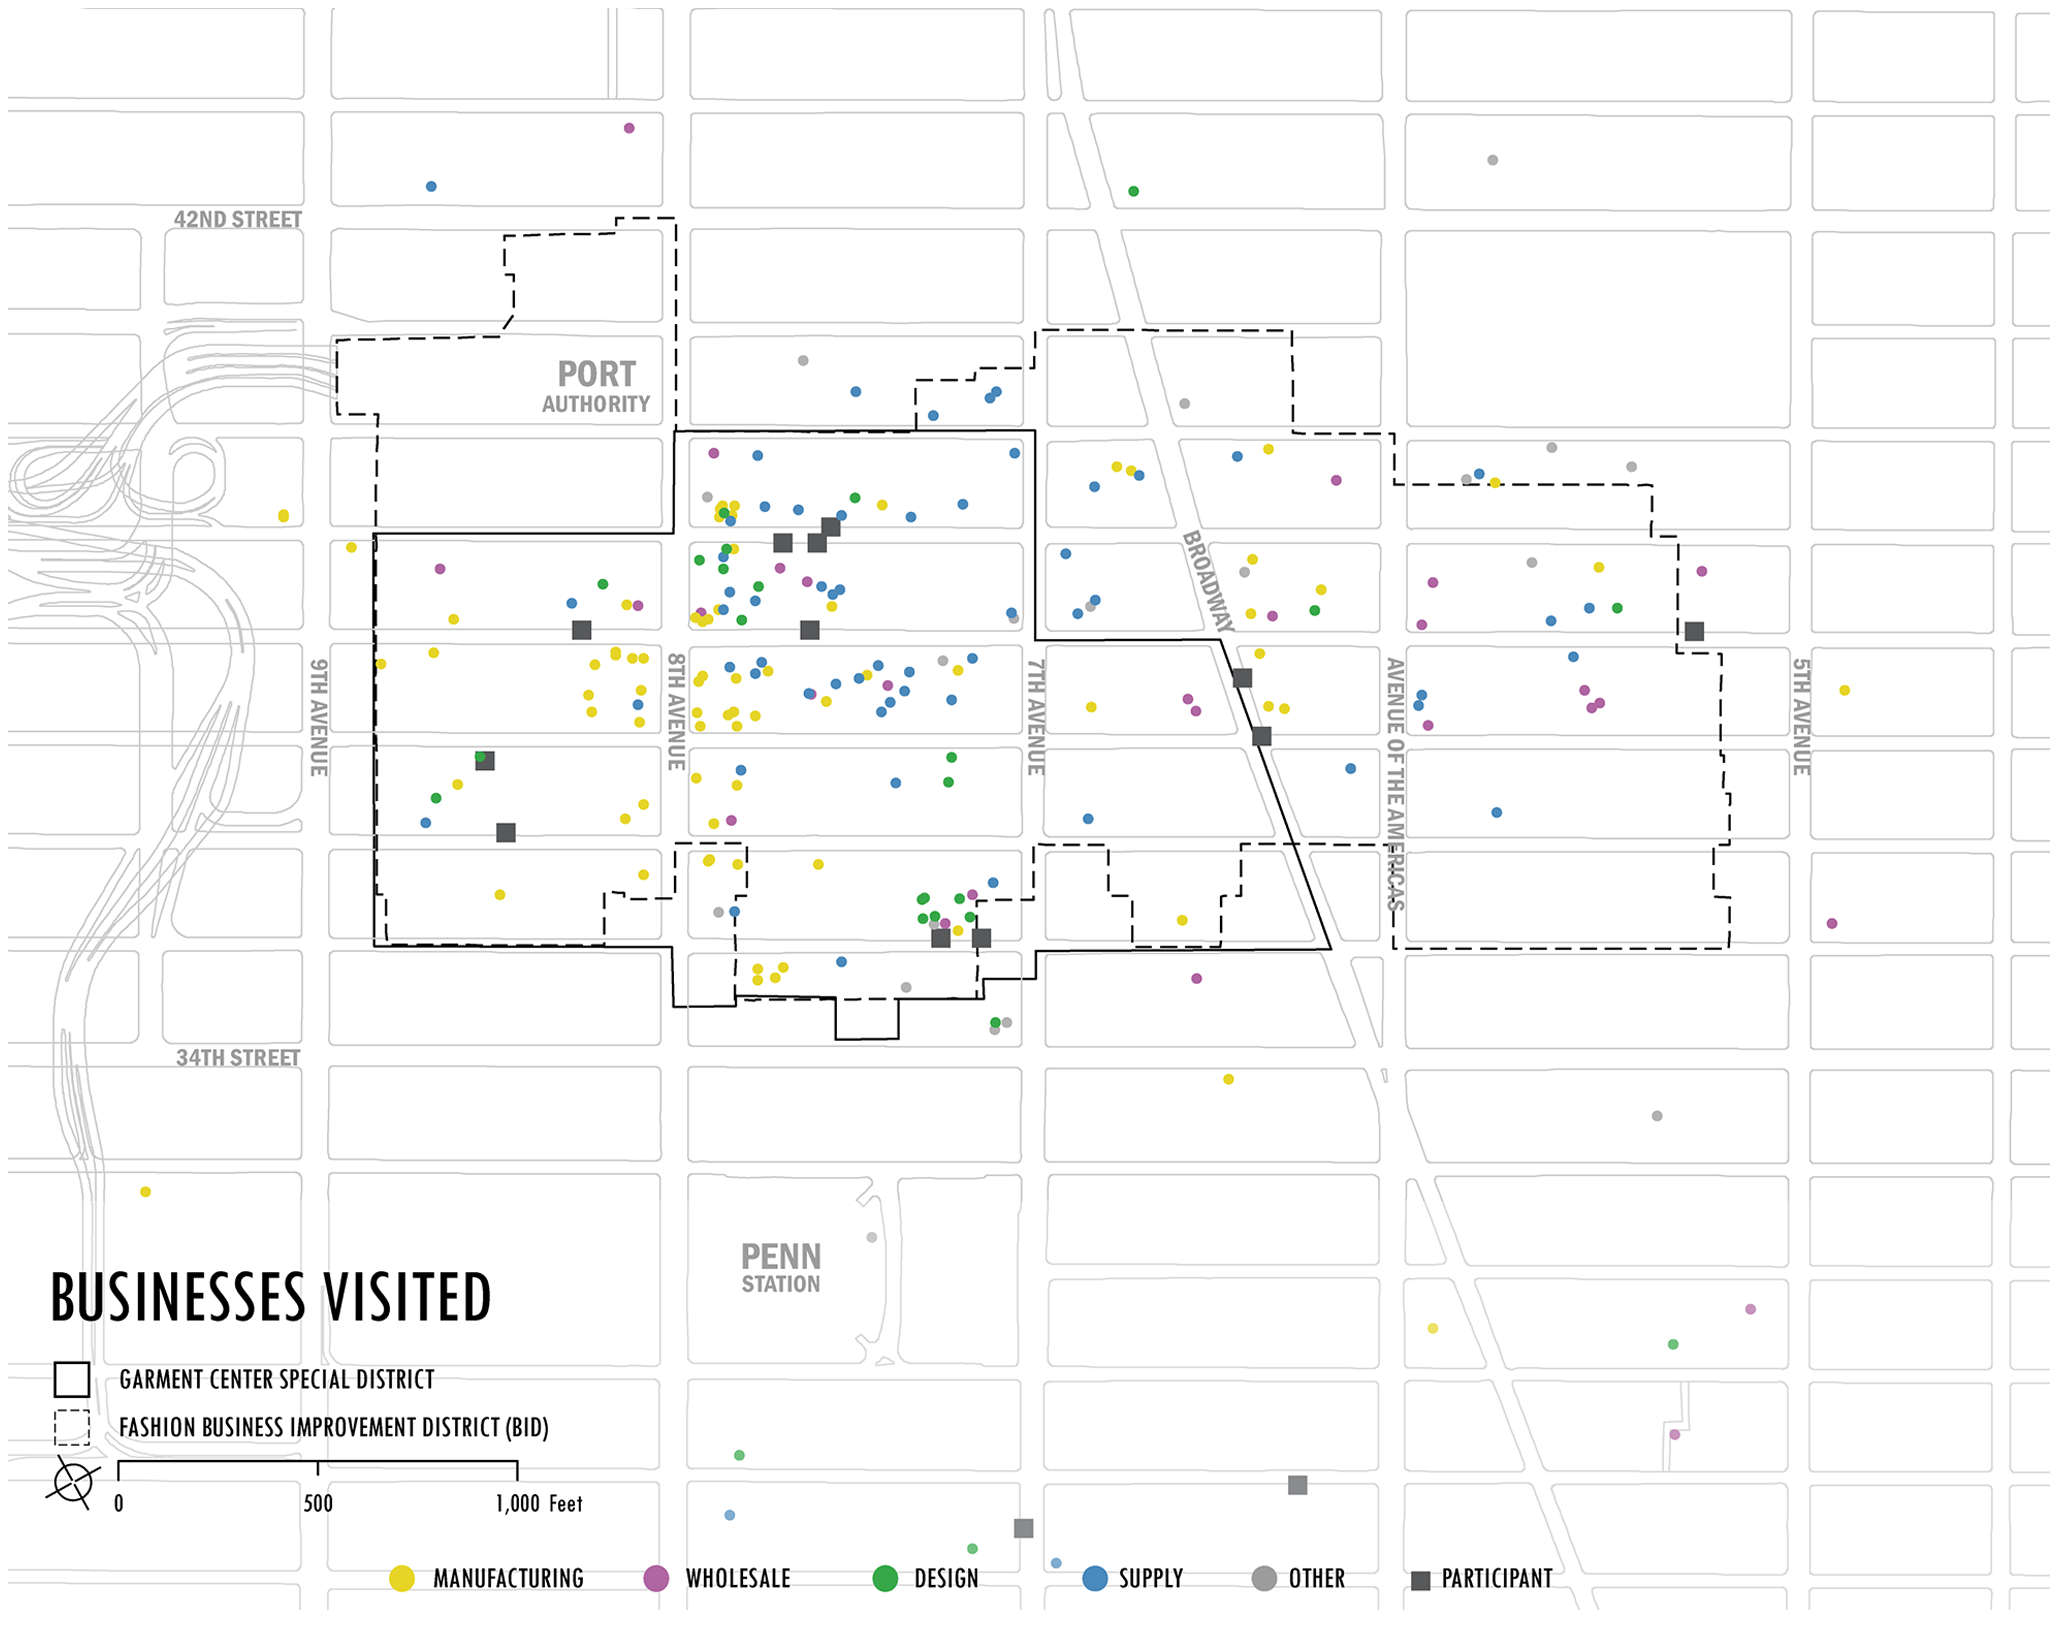 42ND STREET
PORT
AUTHORITY
BROADWAY
9TH AVENUE
8TH AVENUE
7TH AVENUE
AVENUE OF THE AMERICAS
5TH AVENUE
34TH STREET
PENN
STATION
BUSINESSES VISITED
GARMENT CENTER SPECIAL DISTRICT
FASHION BUSINESS IMPROVEMENT DISTRICT (BID)
0 500 1,000 Feet
MANUFACTURING WHOLESALE DESIGN SUPPLY OTHER PARTICIPANT